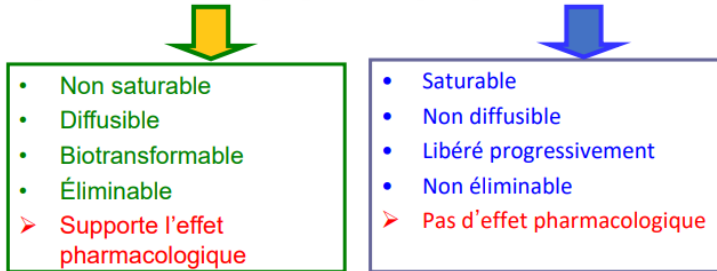 • Non saturable
• Diffusible
• Biotransformable
• Éliminable
➢ Supporte l'effet
pharmacologique
• Saturable
• Non diffusible
• Libéré progressivement
• Non éliminable
➢ Pas d'effet pharmacologique